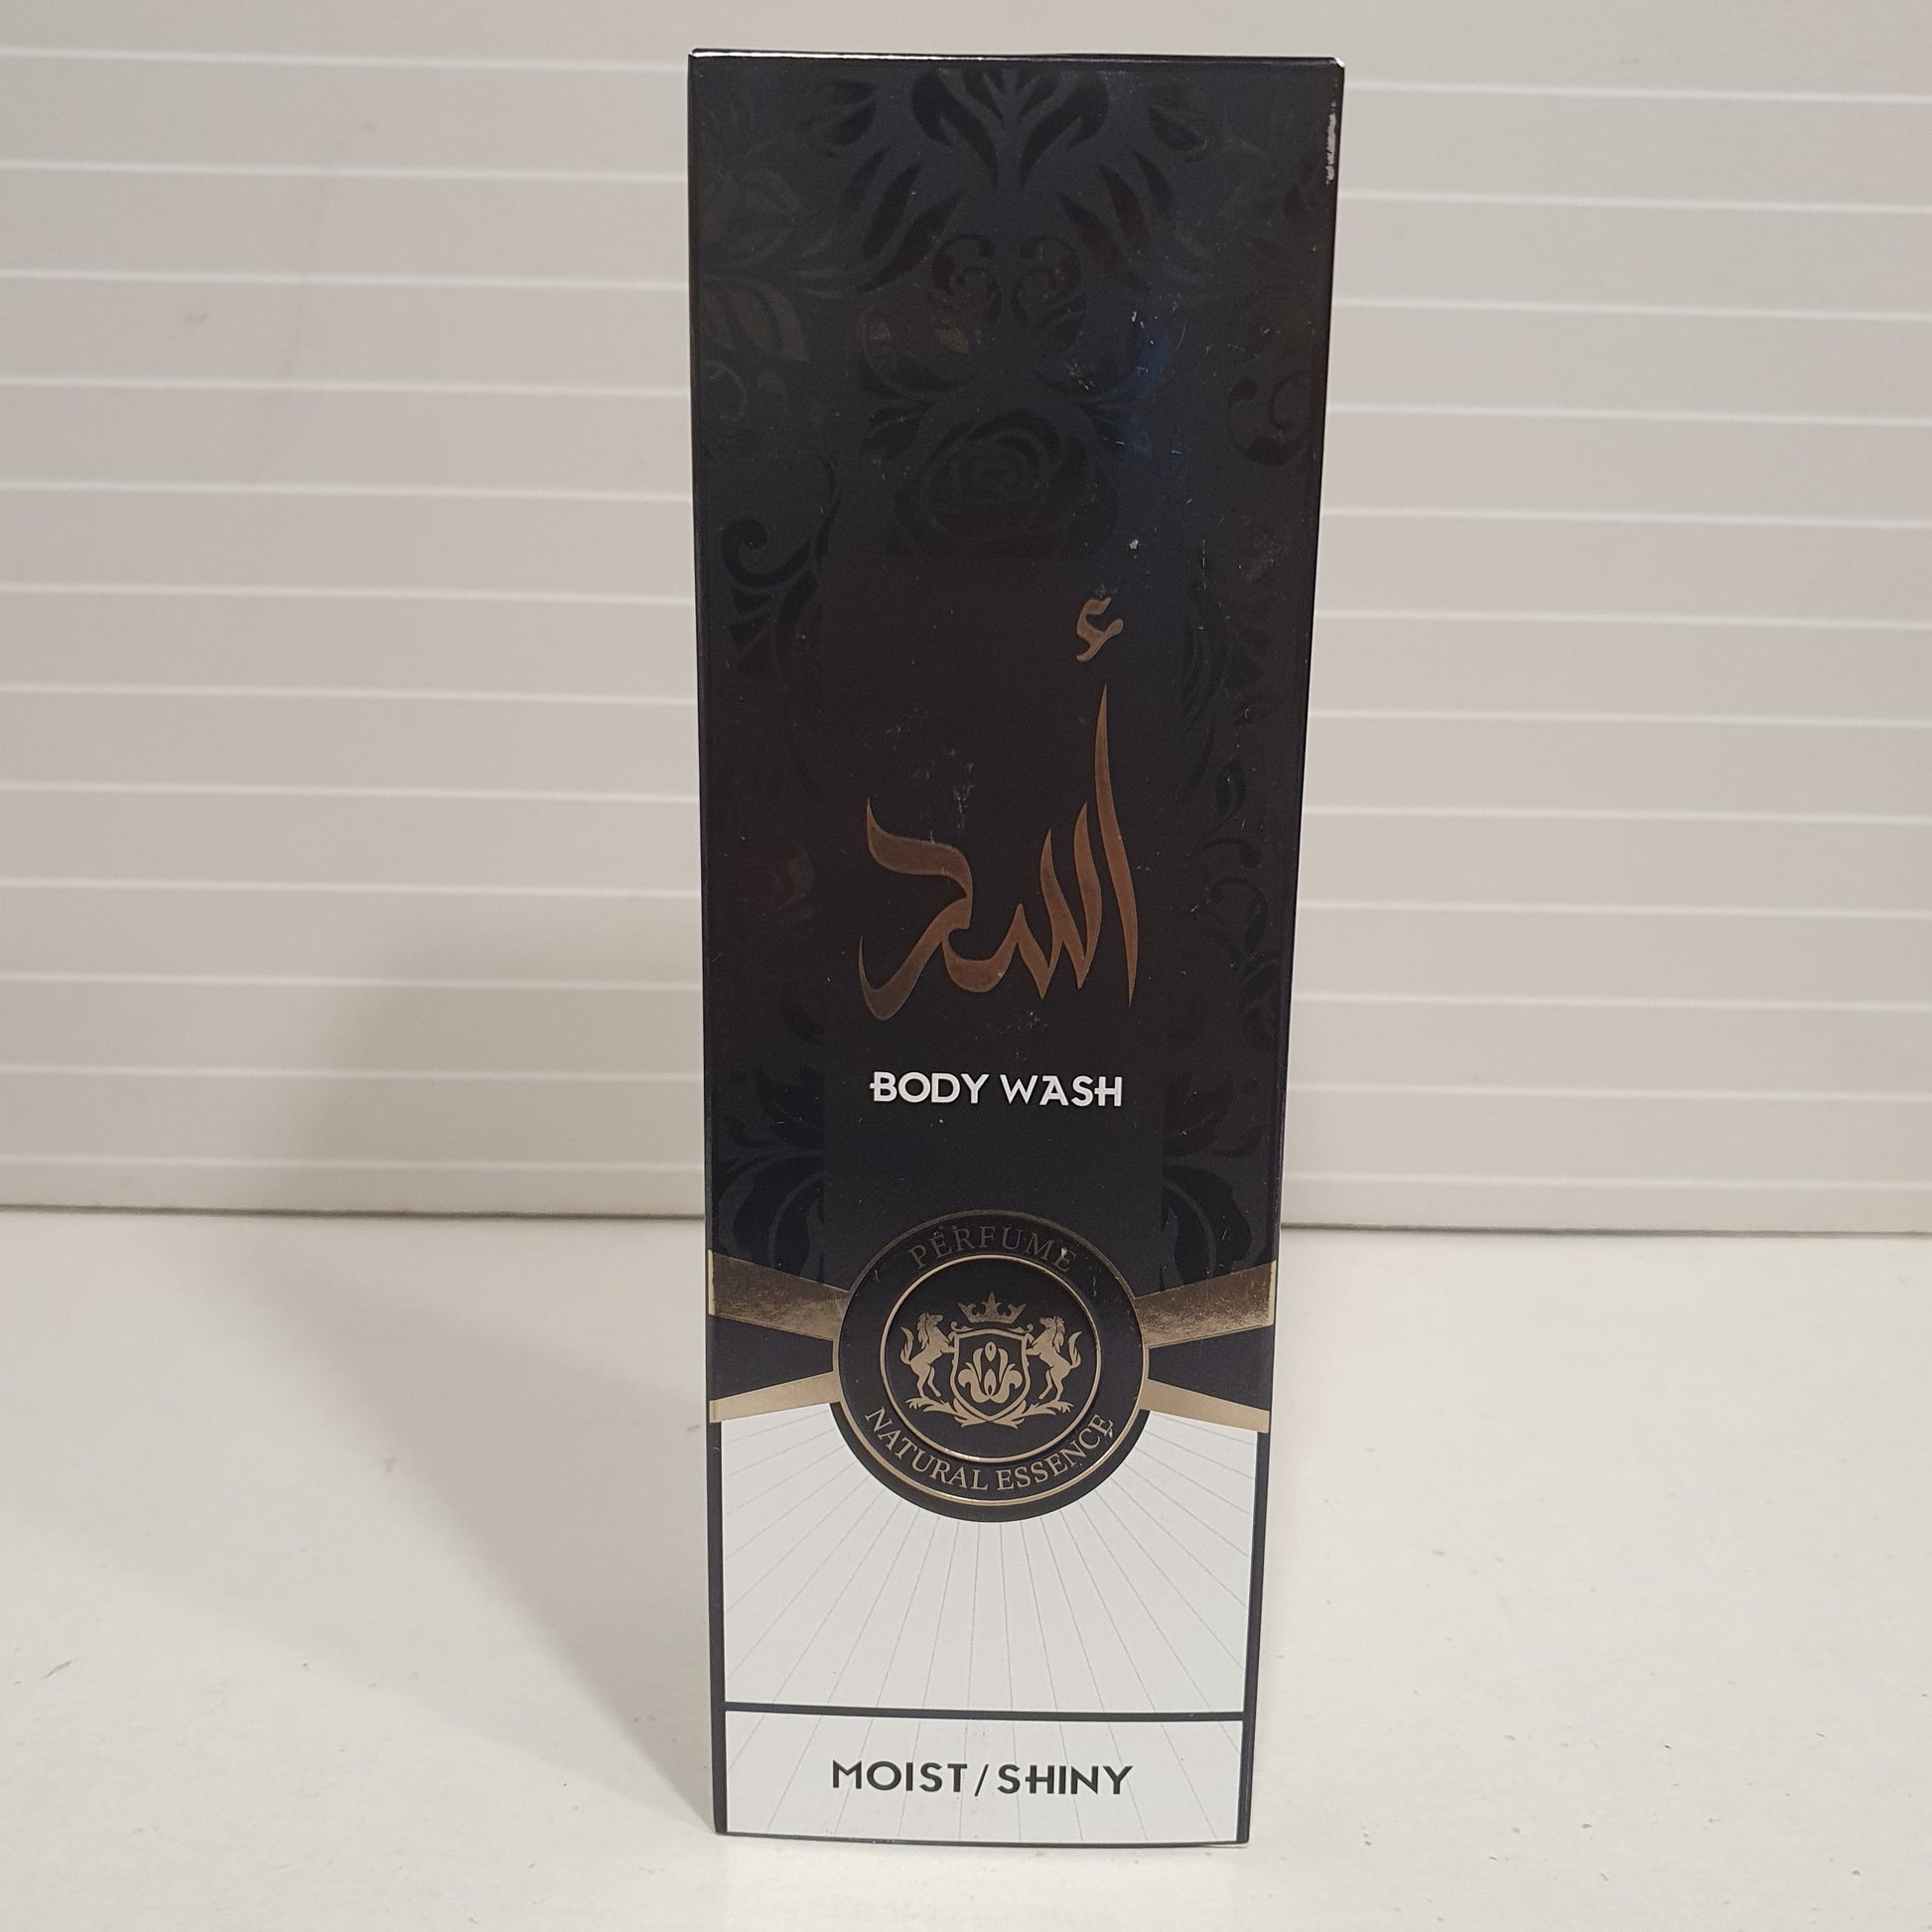 أسد
BODY WASH
PERFUME
NATURAL ESSENCE
MOIST/SHINY